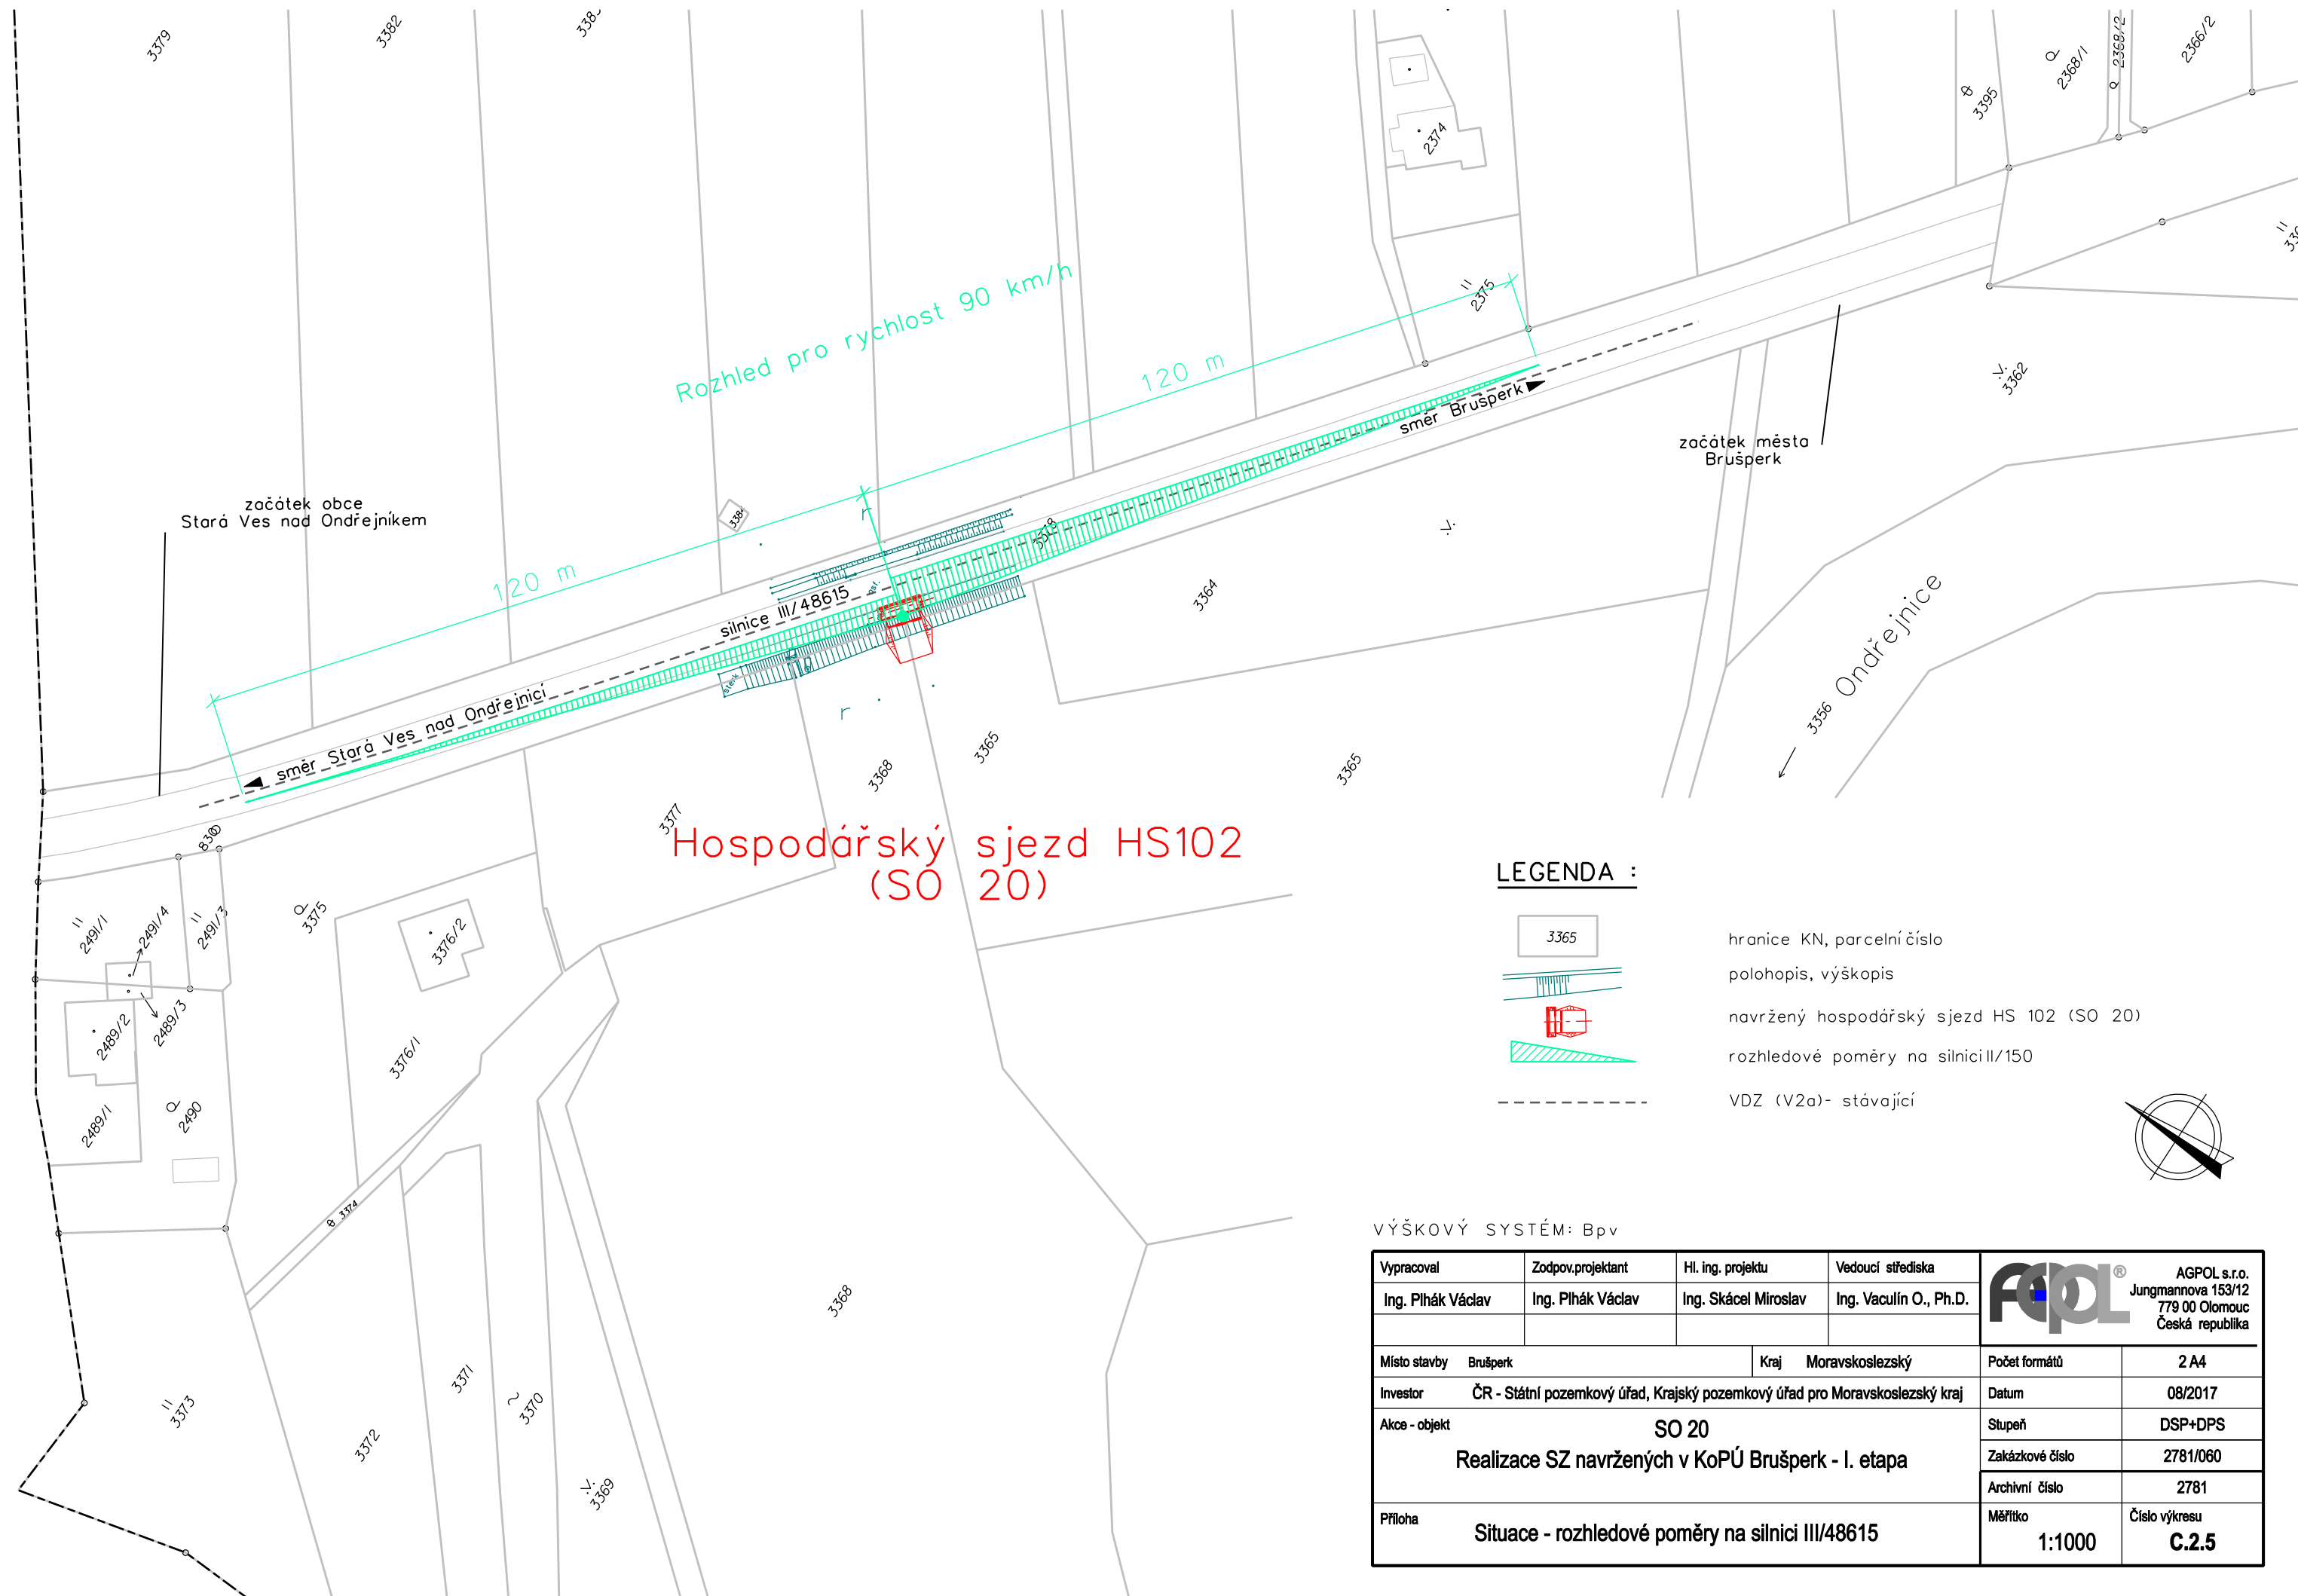 3379
3382
3383
2374
3395
2368/1
2368/2
2366/2
2375
Rozhled pro rychlost 90 km/h
120 m
směr Brušperk
začátek města
Brušperk
3362
začátek obce
Stará Ves nad Ondřejníkem
3384
r
3378
120 m
silnice III/48615
3364
směr Stará Ves nad Ondřejnicí
r
3365
3368
3365
3356 Ondřejnice
3377
830
Hospodářský sjezd HS102
(SO 20)
2491/1
2491/4
2491/3
3375
3376/2
2489/2
2489/3
3376/1
2489/1
2490
3374
3368
3373
3372
3371
3370
3369
LEGENDA :
3365
hranice KN, parcelní číslo
polohopis, výškopis
navržený hospodářský sjezd HS 102 (SO 20)
rozhledové poměry na silnici II/150
VDZ (V2a)- stávající
VÝŠKOVÝ SYSTÉM: Bpv
Vypracoval Zodpov.projektant Hl. ing. projektu Vedoucí střediska
Ing. Plhák Václav Ing. Plhák Václav Ing. Skácel Miroslav Ing. Vaculín O., Ph.D.
AGPOL®
AGPOL s.r.o.
Jungmannova 153/12
779 00 Olomouc
Česká republika
Místo stavby Brušperk Kraj Moravskoslezský Počet formátů 2 A4
Investor ČR - Státní pozemkový úřad, Krajský pozemkový úřad pro Moravskoslezský kraj Datum 08/2017
Akce - objekt SO 20 Stupeň DSP+DPS
Realizace SZ navržených v KoPÚ Brušperk - I. etapa Zakázkové číslo 2781/060
Archivní číslo 2781
Příloha Situace - rozhledové poměry na silnici III/48615
Měřítko 1:1000
Číslo výkresu C.2.5